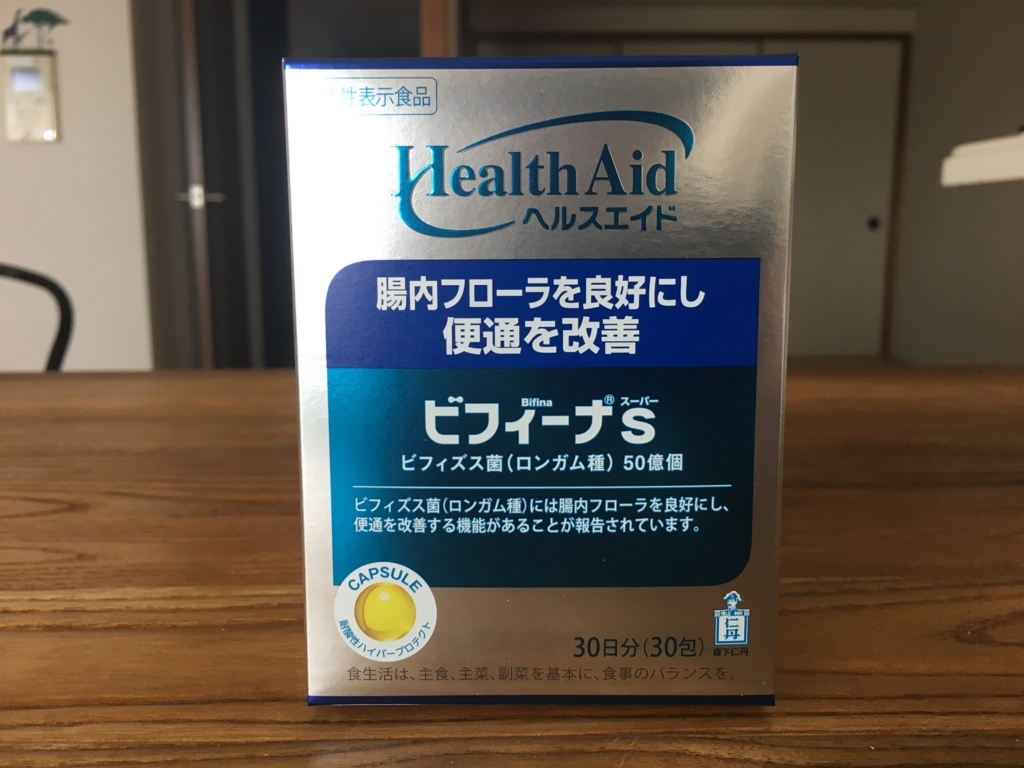 性表示食品
Health Aid
ヘルスエイド
腸内フローラを良好にし
便通を改善
Bifina スーパー
ビフィーナ®S
ビフィズス菌(ロンガム種) 50億個
ビフィズス菌(ロンガム種)には腸内フローラを良好にし、
便通を改善する機能があることが報告されています。
CAPSULE
耐酸性ハイパープロテクト
仁丹
森下仁丹
30日分(30包)
食生活は、主食、主菜、副菜を基本に、食事のバランスを。